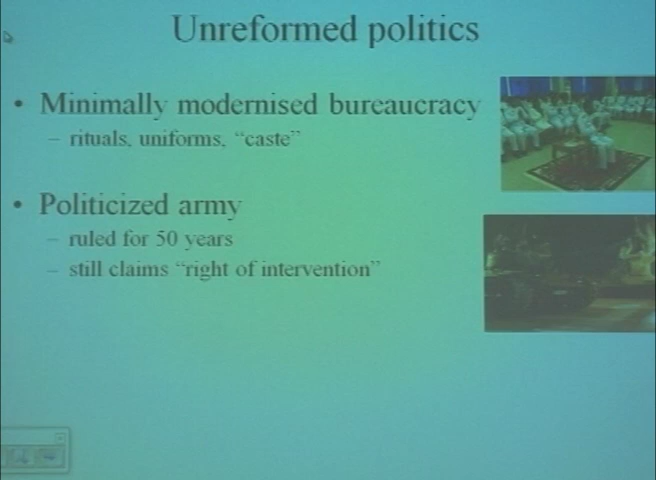 Unreformed politics
• Minimally modernised bureaucracy
– rituals, uniforms, “caste”
• Politicized army
– ruled for 50 years
– still claims “right of intervention”